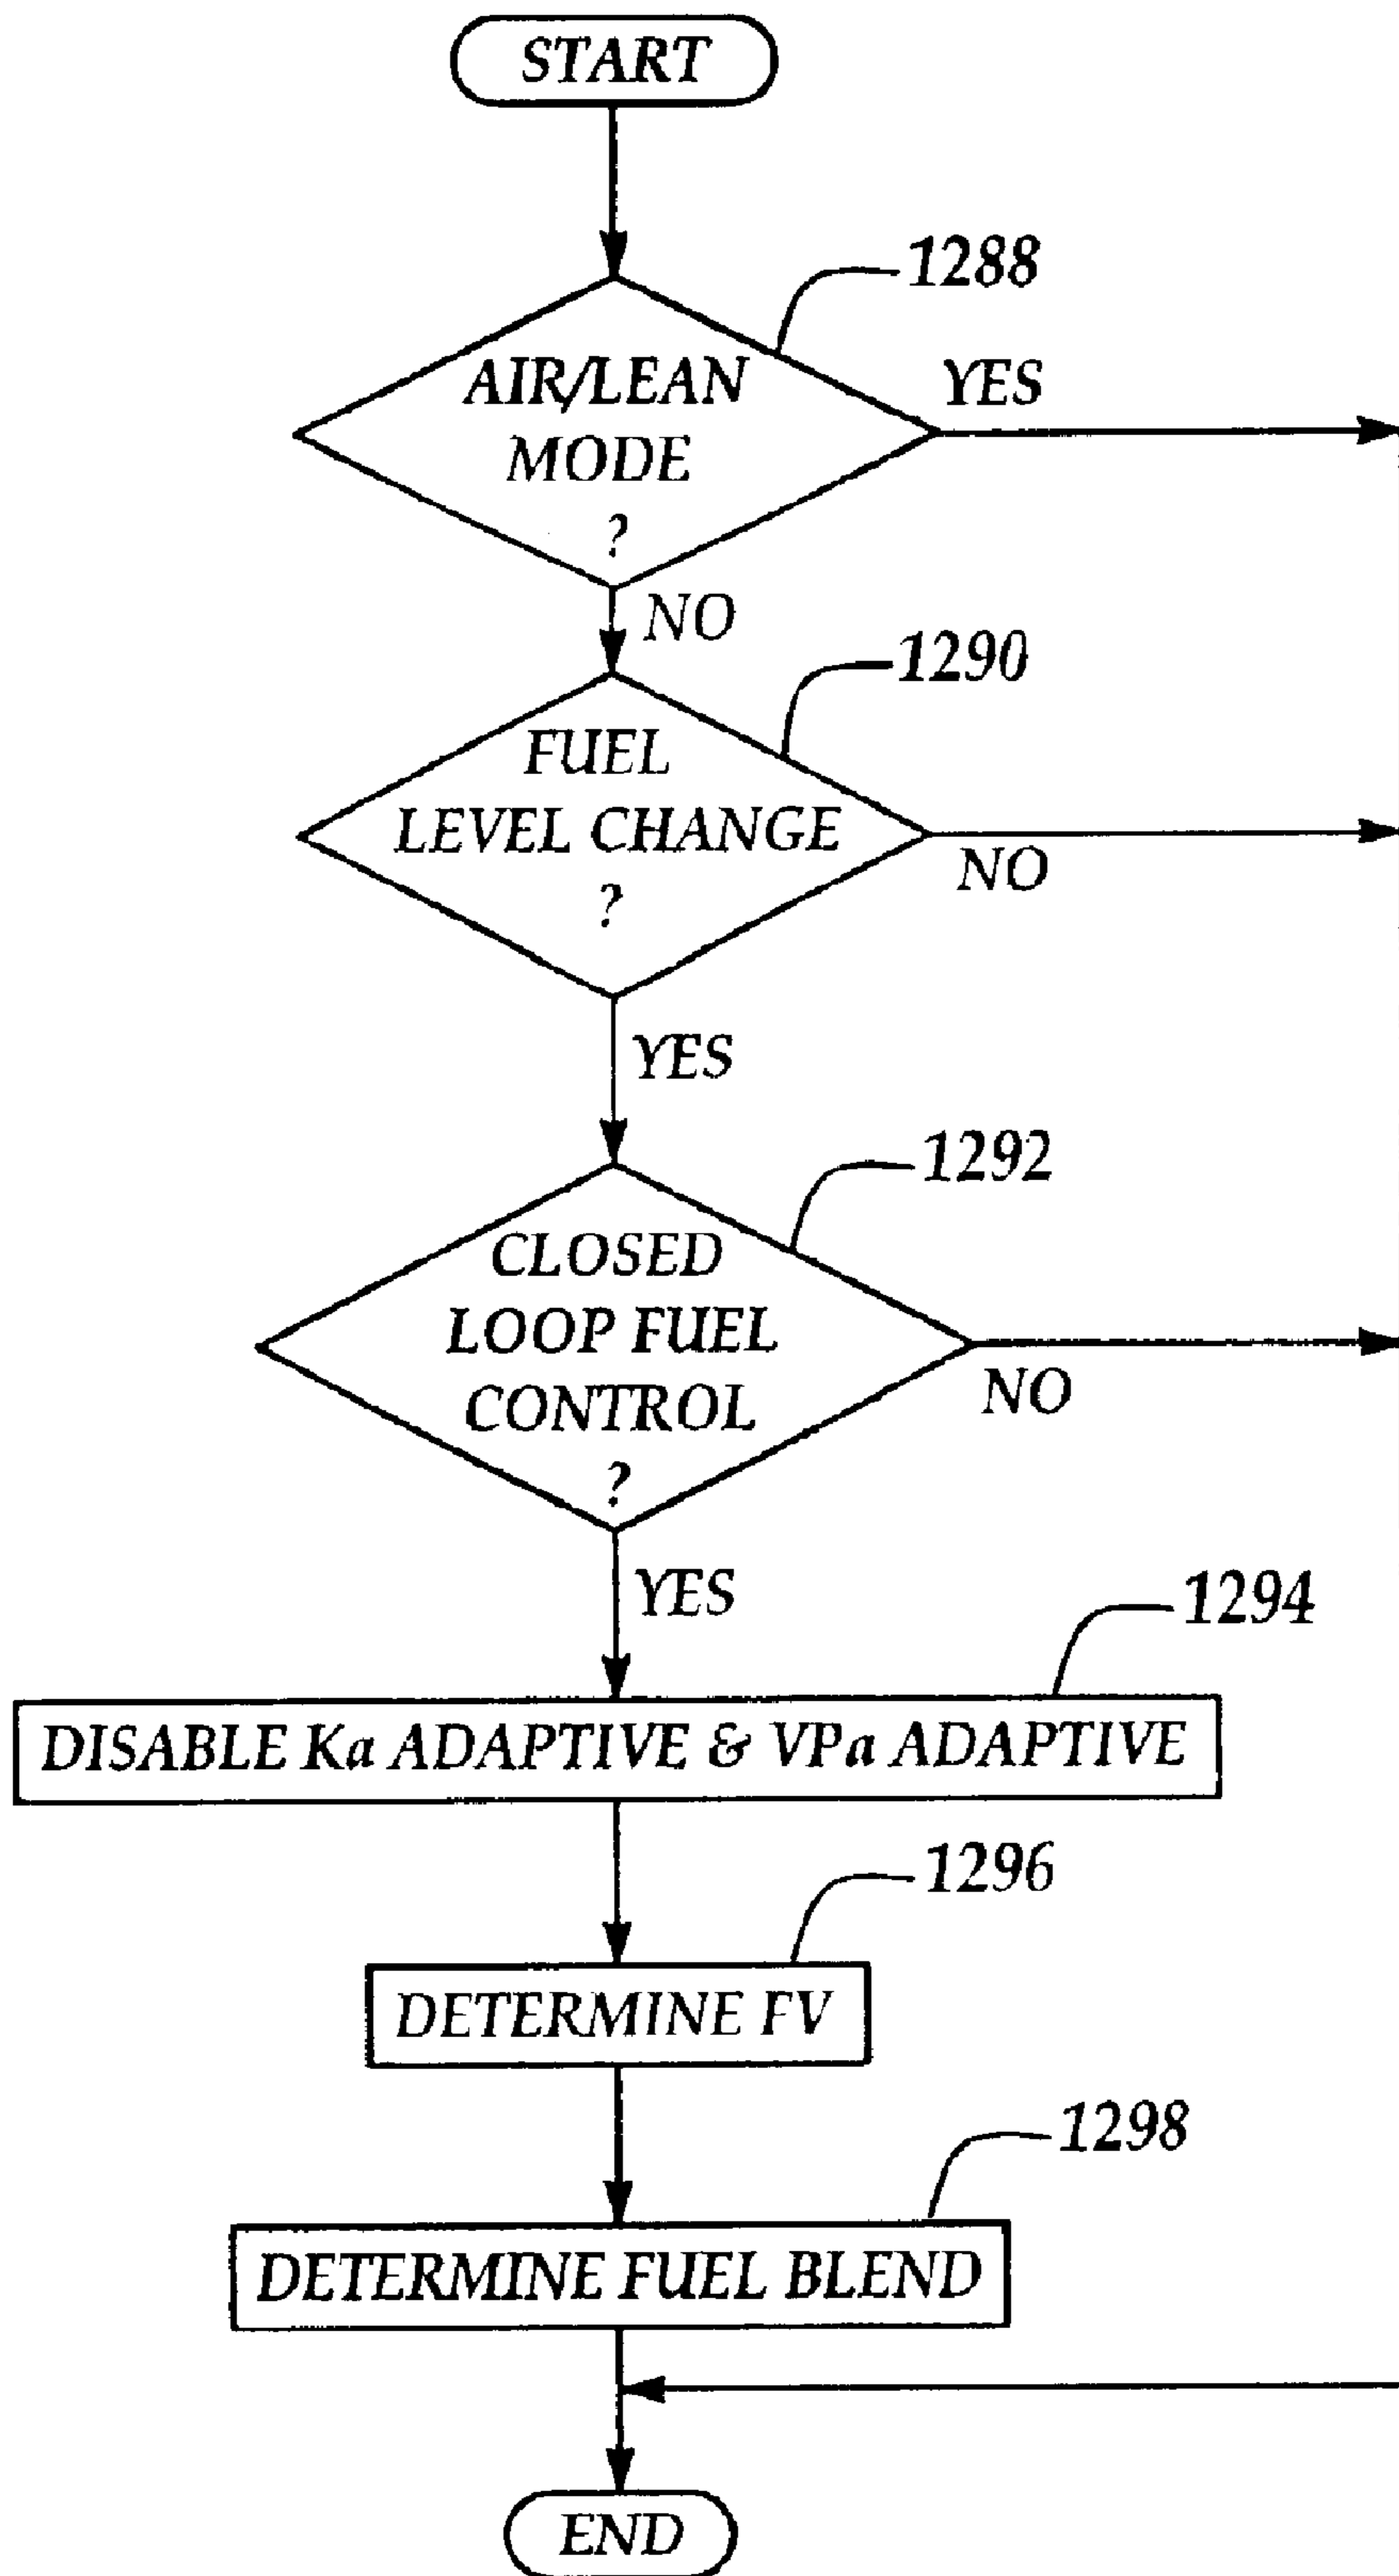 START
1288
AIR/LEAN
MODE
?
YES
NO
1290
FUEL
LEVEL CHANGE
?
NO
YES
1292
CLOSED
LOOP FUEL
CONTROL
?
NO
YES
1294
DISABLE Ka ADAPTIVE & VPa ADAPTIVE
1296
DETERMINE FV
1298
DETERMINE FUEL BLEND
END